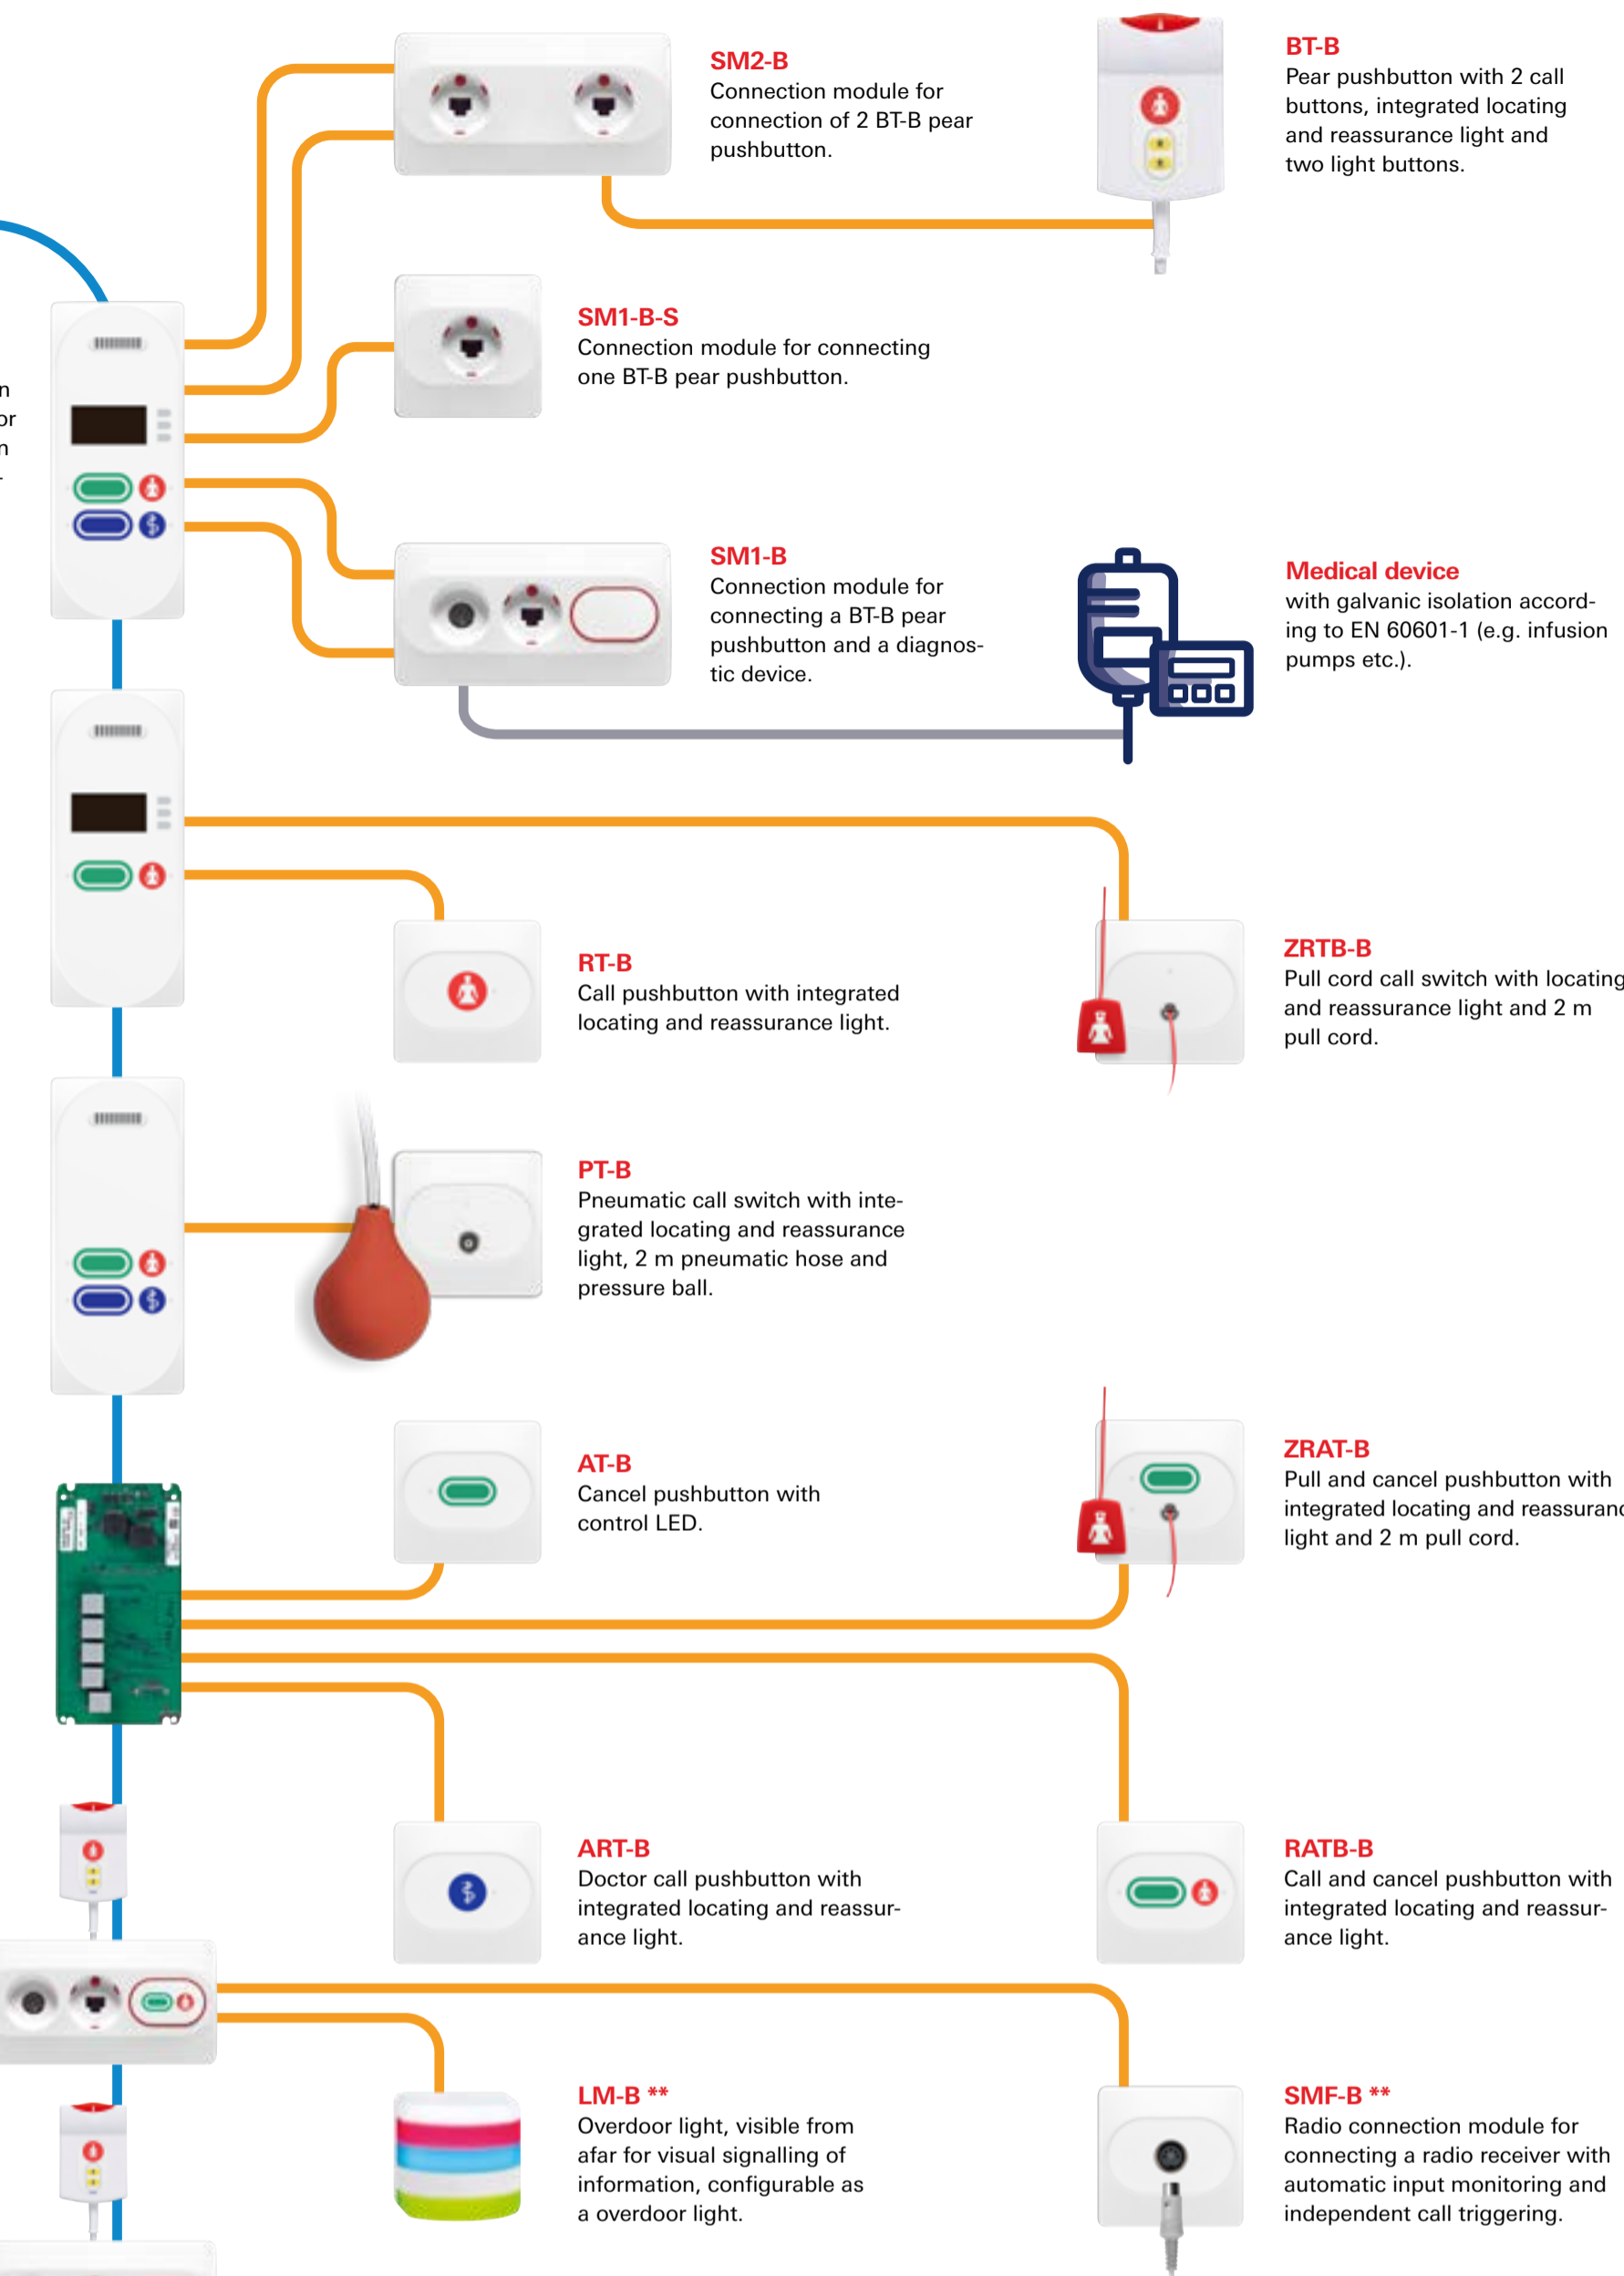 SM2-B
Connection module for
connection of 2 BT-B pear
pushbutton.
BT-B
Pear pushbutton with 2 call
buttons, integrated locating
and reassurance light and
two light buttons.
SM1-B-S
Connection module for connecting
one BT-B pear pushbutton.
n
or
n
-
SM1-B
Connection module for
connecting a BT-B pear
pushbutton and a diagnos-
tic device.
Medical device
with galvanic isolation accord-
ing to EN 60601-1 (e.g. infusion
pumps etc.).
RT-B
Call pushbutton with integrated
locating and reassurance light.
ZRTB-B
Pull cord call switch with locating
and reassurance light and 2 m
pull cord.
PT-B
Pneumatic call switch with inte-
grated locating and reassurance
light, 2 m pneumatic hose and
pressure ball.
AT-B
Cancel pushbutton with
control LED.
ZRAT-B
Pull and cancel pushbutton with
integrated locating and reassuranc
light and 2 m pull cord.
ART-B
Doctor call pushbutton with
integrated locating and reassur-
ance light.
RATB-B
Call and cancel pushbutton with
integrated locating and reassur-
ance light.
LM-B **
Overdoor light, visible from
afar for visual signalling of
information, configurable as
a overdoor light.
SMF-B **
Radio connection module for
connecting a radio receiver with
automatic input monitoring and
independent call triggering.